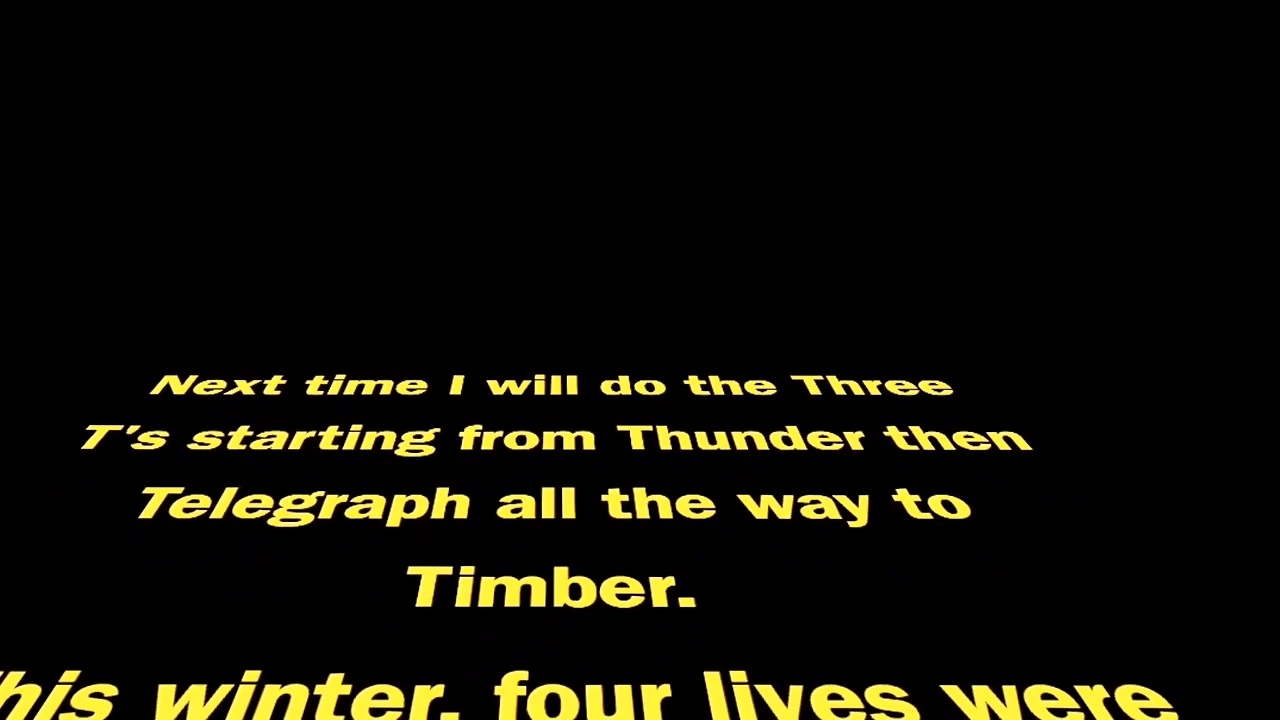 Next time I will do the Three
T's starting from Thunder then
Telegraph all the way to
Timber.
This winter, four lives were